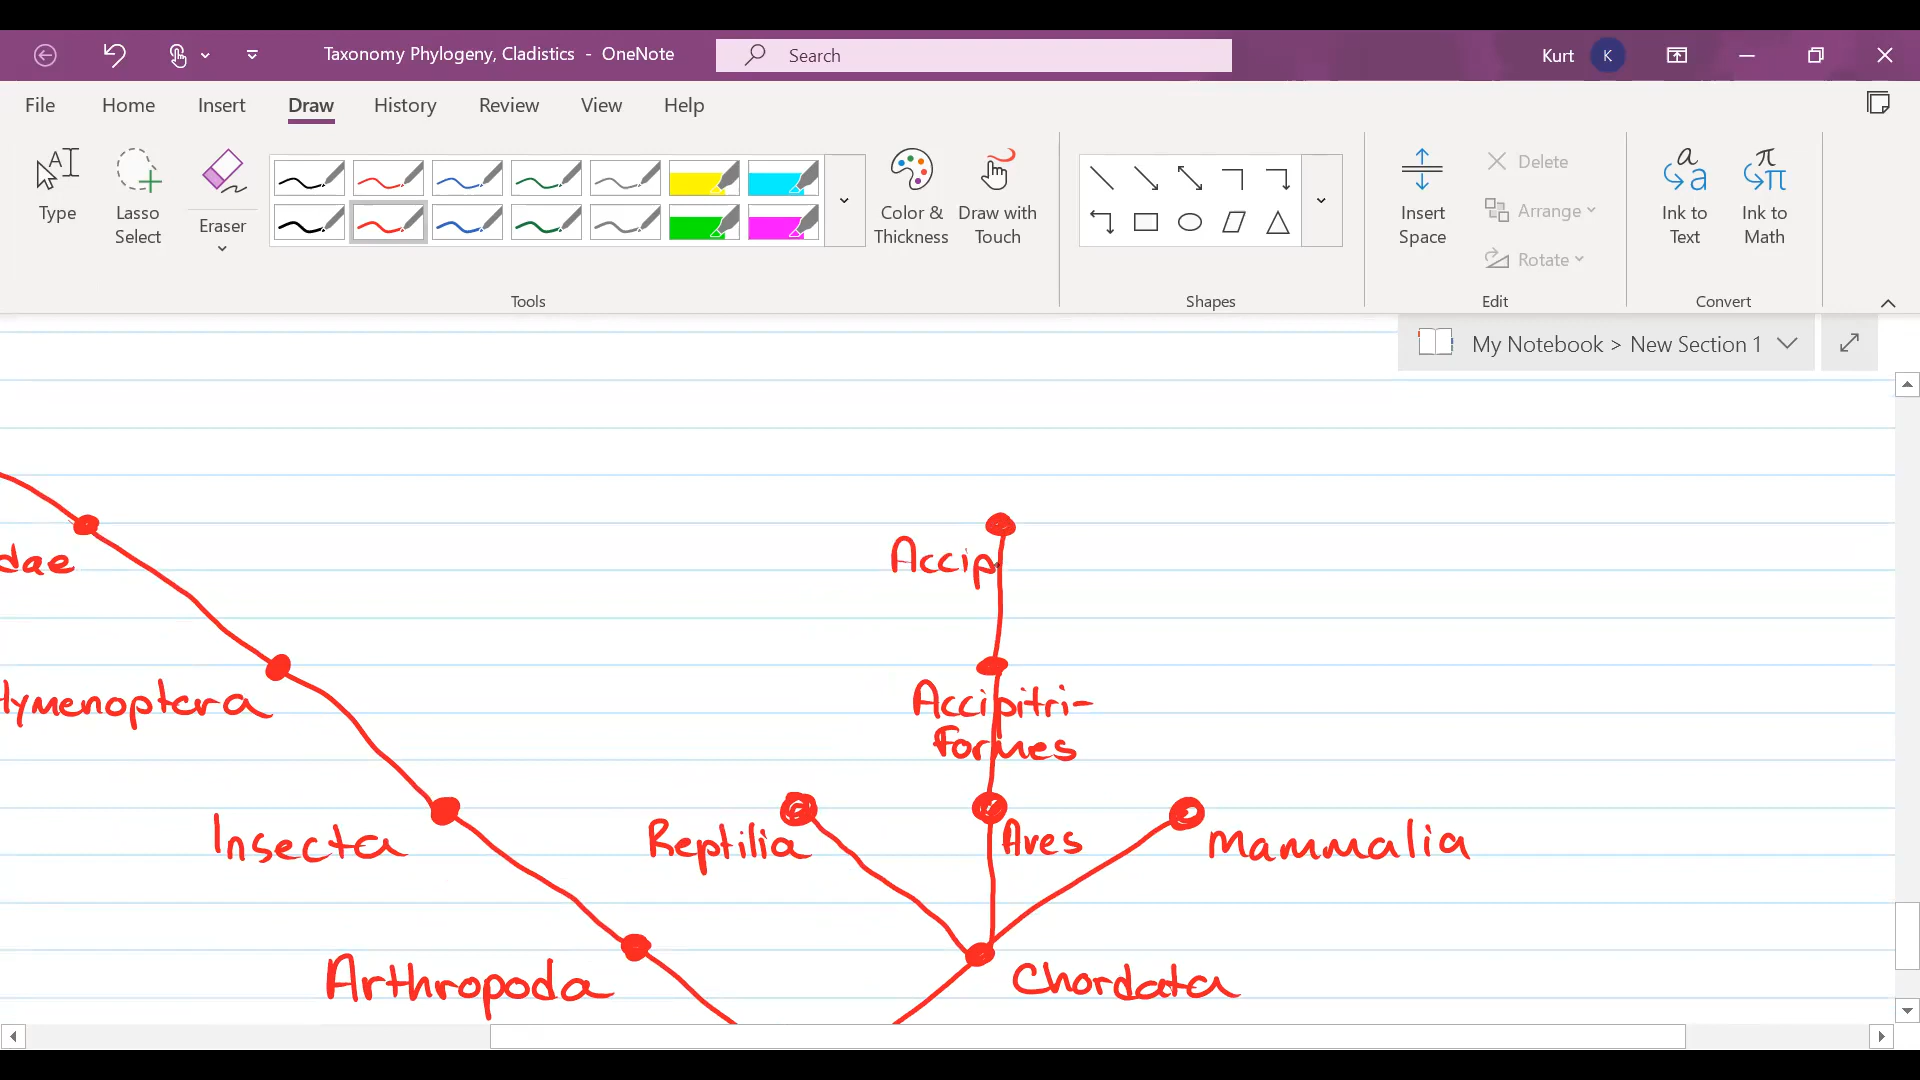 Taxonomy Phylogeny, Cladistics - OneNote
Search
Kurt
K
File Home Insert Draw History Review View Help
Type
Lasso Select
Eraser
Color & Thickness
Draw with Touch
Tools
Shapes
Insert Space
Delete
Arrange
Rotate
Edit
Ink to Text
Ink to Math
Convert
My Notebook > New Section 1
dae
Accip
Hymenoptera
Accipitri-
formes
Insecta
Reptilia
Aves
Mammalia
Arthropoda
Chordata